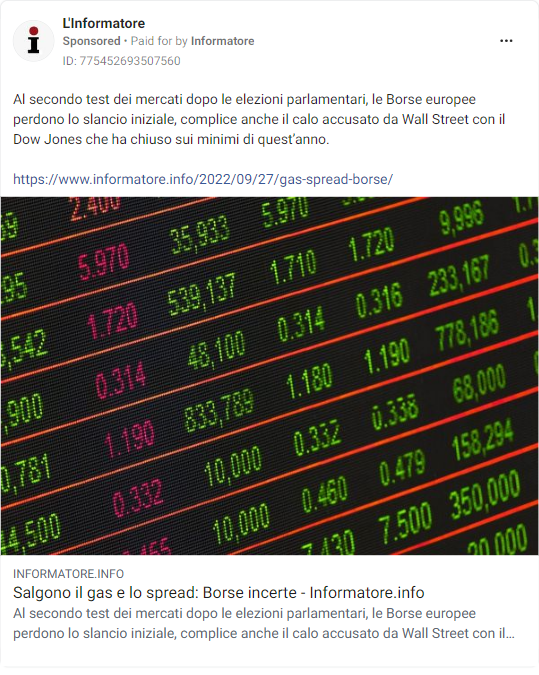 L'Informatore
Sponsored • Paid for by Informatore
ID: 775452693507560
Al secondo test dei mercati dopo le elezioni parlamentari, le Borse europee
perdono lo slancio iniziale, complice anche il calo accusato da Wall Street con il
Dow Jones che ha chiuso sui minimi di quest’anno.
https://www.informatore.info/2022/09/27/gas-spread-borse/
2.400 5.970
35,933 9,996
5.970 1.720
539,137 1.710 233,167
1.720 0.316
,542 48,100 0.314 778,186
0.314 1.190
,900 833,789 1.180 68,000
1.190 0.338
0,781 10,000 0.332 158,294
0.332 0.479
44,500 10,000 0.460 350,000
7.500
7.430
INFORMATORE.INFO
Salgono il gas e lo spread: Borse incerte - Informatore.info
Al secondo test dei mercati dopo le elezioni parlamentari, le Borse europee
perdono lo slancio iniziale, complice anche il calo accusato da Wall Street con il...